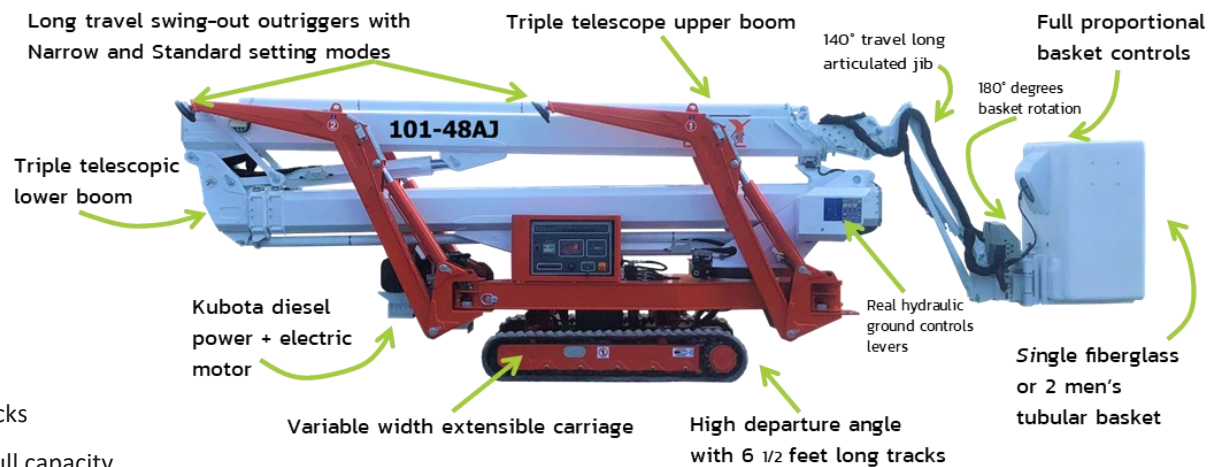 Long travel swing-out outriggers with
Narrow and Standard setting modes
Triple telescope upper boom
140° travel long
articulated jib
Full proportional
basket controls
180° degrees
basket rotation
2
1
101-48AJ
Triple telescopic
lower boom
Kubota diesel
power + electric
motor
Real hydraulic
ground controls
levers
Single fiberglass
or 2 men's
tubular basket
Variable width extensible carriage
High departure angle
with 6 1/2 feet long tracks
cks
ull capacity